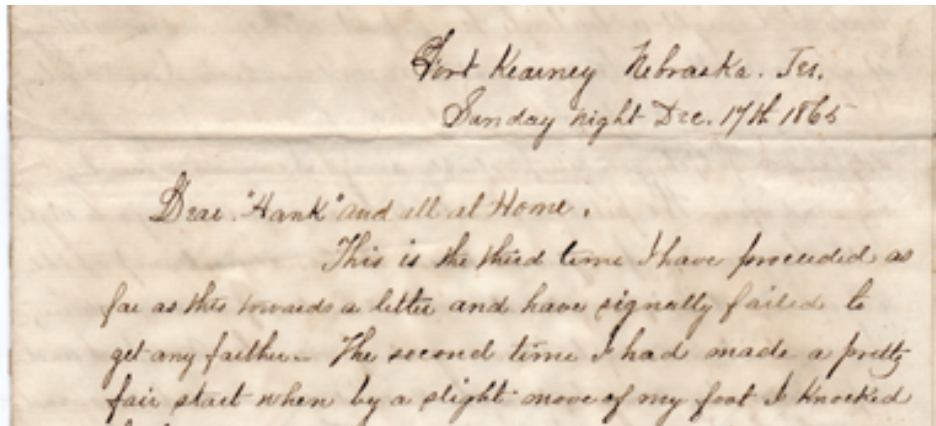 Fort Kearney Nebraska. Ter.
Sunday night Dec. 17th 1865
Dear "Hank" and all at Home.
This is the third time I have proceeded as
far as this towards a letter and have signally failed to
get any farther. The second time I had made a pretty
fair start when by a slight move of my foot I knocked